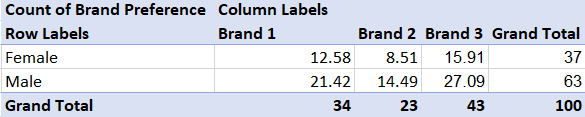 Count of Brand Preference Column Labels
Row Labels Brand 1 Brand 2 Brand 3 Grand Total
Female 12.58 8.51 15.91 37
Male 21.42 14.49 27.09 63
Grand Total 34 23 43 100